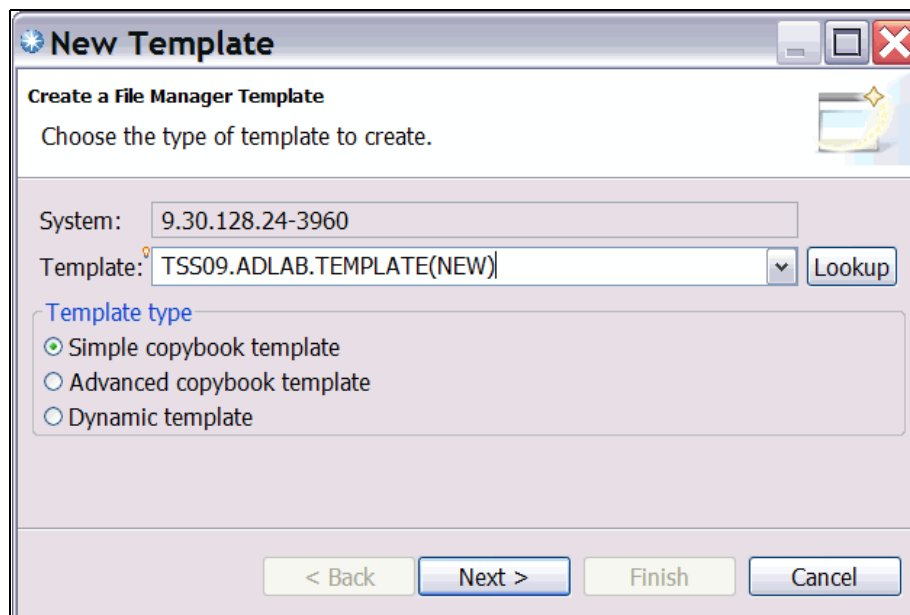 New Template
Create a File Manager Template
Choose the type of template to create.
System: 9.30.128.24-3960
Template: TSS09.ADLAB.TEMPLATE(NEW) Lookup
Template type
Simple copybook template
Advanced copybook template
Dynamic template
< Back Next > Finish Cancel